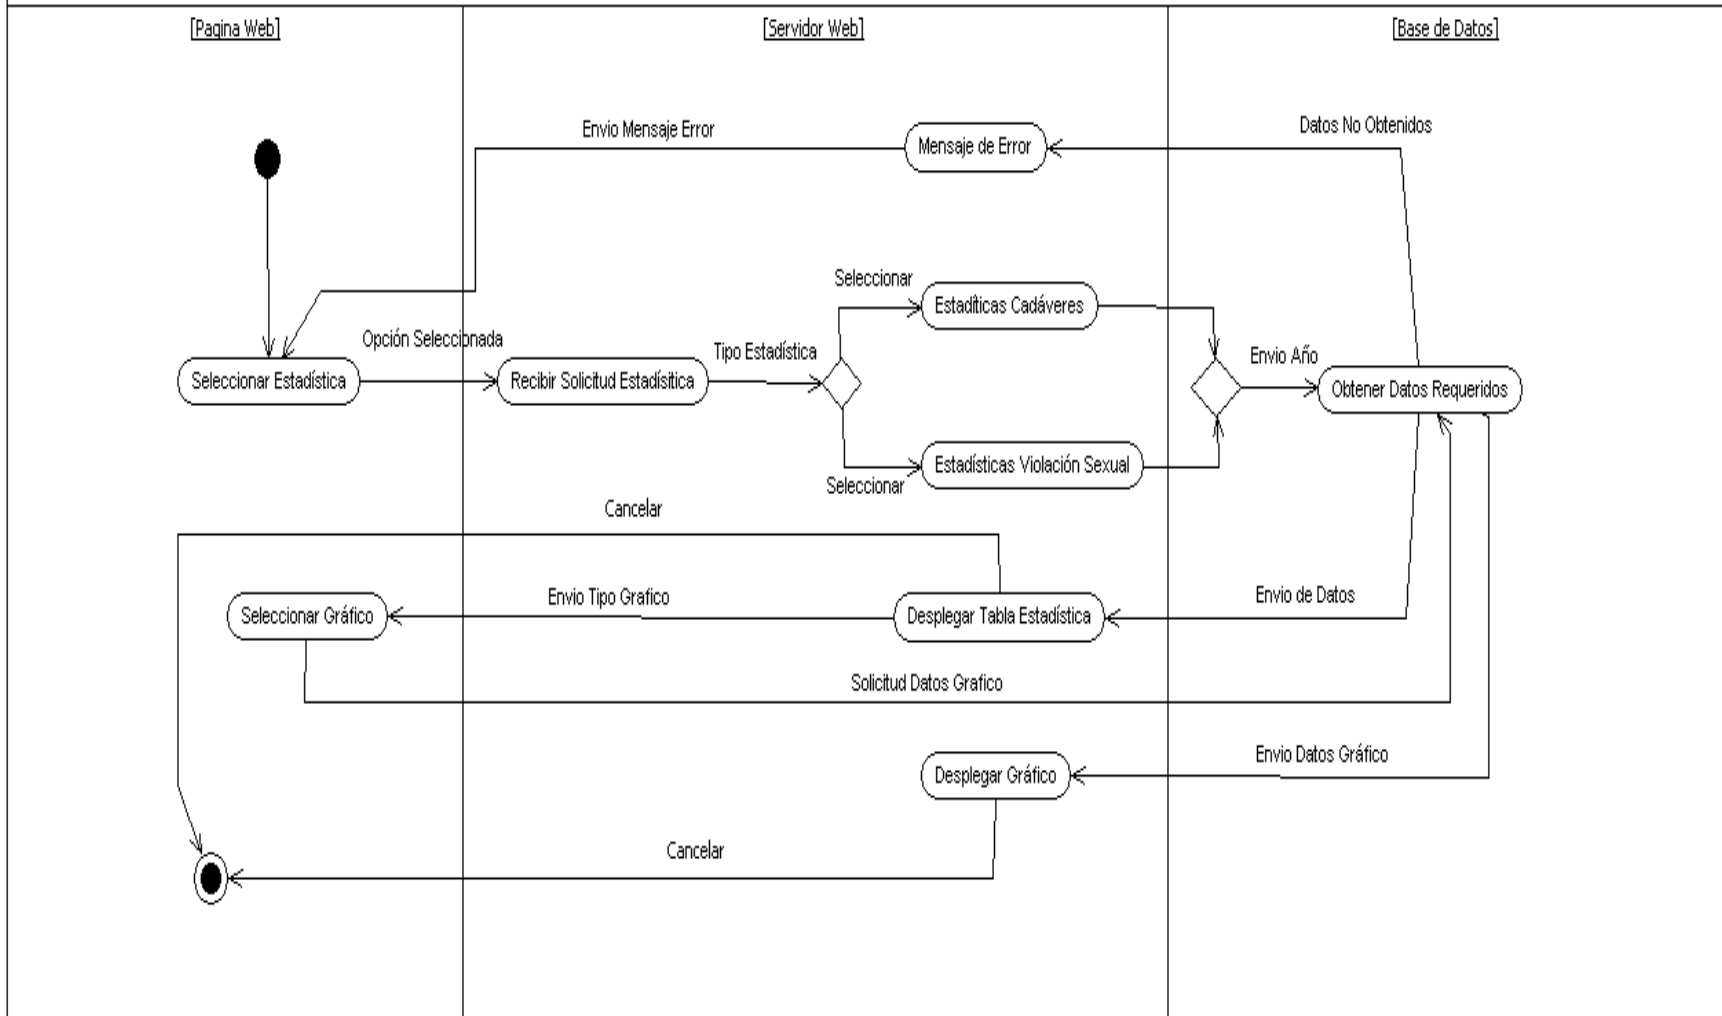 [Pagina Web]
[Servidor Web]
[Base de Datos]
Envio Mensaje Error
Mensaje de Error
Datos No Obtenidos
Seleccionar
Estadíticas Cadáveres
Opción Seleccionada
Tipo Estadística
Envio Año
Seleccionar Estadística
Recibir Solicitud Estadísitica
Obtener Datos Requeridos
Estadísticas Violación Sexual
Seleccionar
Cancelar
Envio Tipo Grafico
Envio de Datos
Seleccionar Gráfico
Desplegar Tabla Estadística
Solicitud Datos Grafico
Envio Datos Gráfico
Desplegar Gráfico
Cancelar